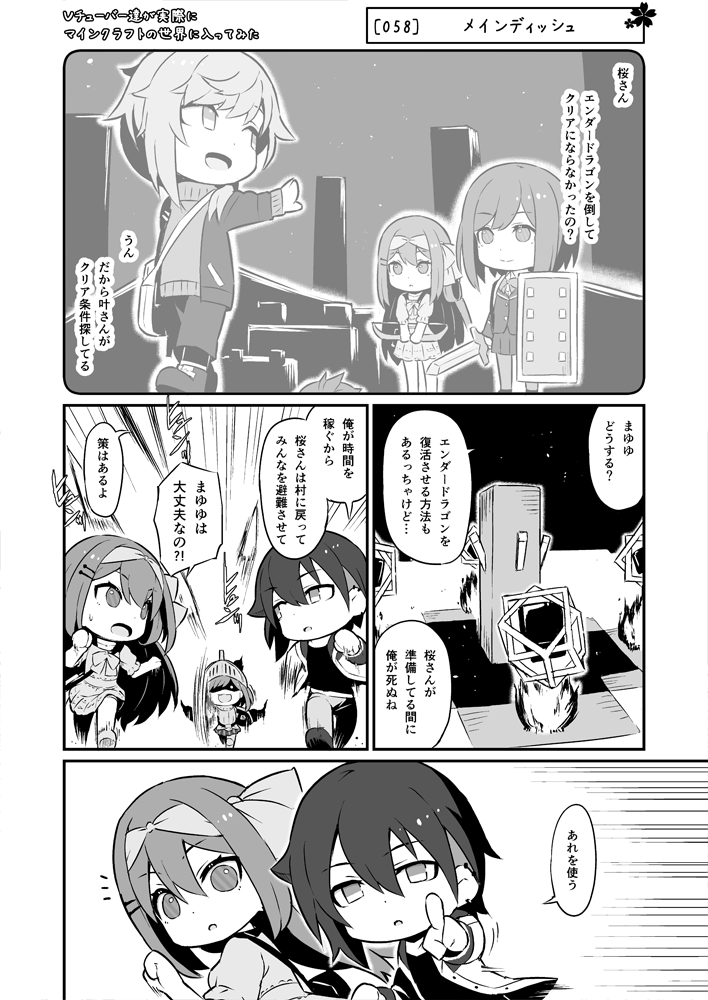 Vチューバー達が実際に
マインクラフトの世界に入ってみた
[058] メインディッシュ
桜さん
エンダードラゴンを倒して
クリアにならなかったの？
うん
だから叶さんが
クリア条件探してる
まゆゆ
どうする？
エンダードラゴンを
復活させる方法も
あるっちゃけど…
桜さんが
準備してる間に
俺が死ぬね
俺が時間を
稼ぐから
桜さんは村に戻って
みんなを避難させて
まゆゆは
大丈夫なの?!
策はあるよ
あれを使う